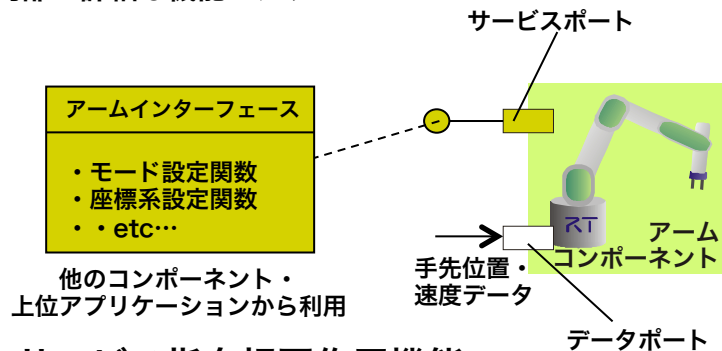 サービスポート
アームインターフェース
・モード設定関数
・座標系設定関数
・・etc…
他のコンポーネント・
上位アプリケーションから利用
RT
アーム
コンポーネント
手先位置・
速度データ
データポート